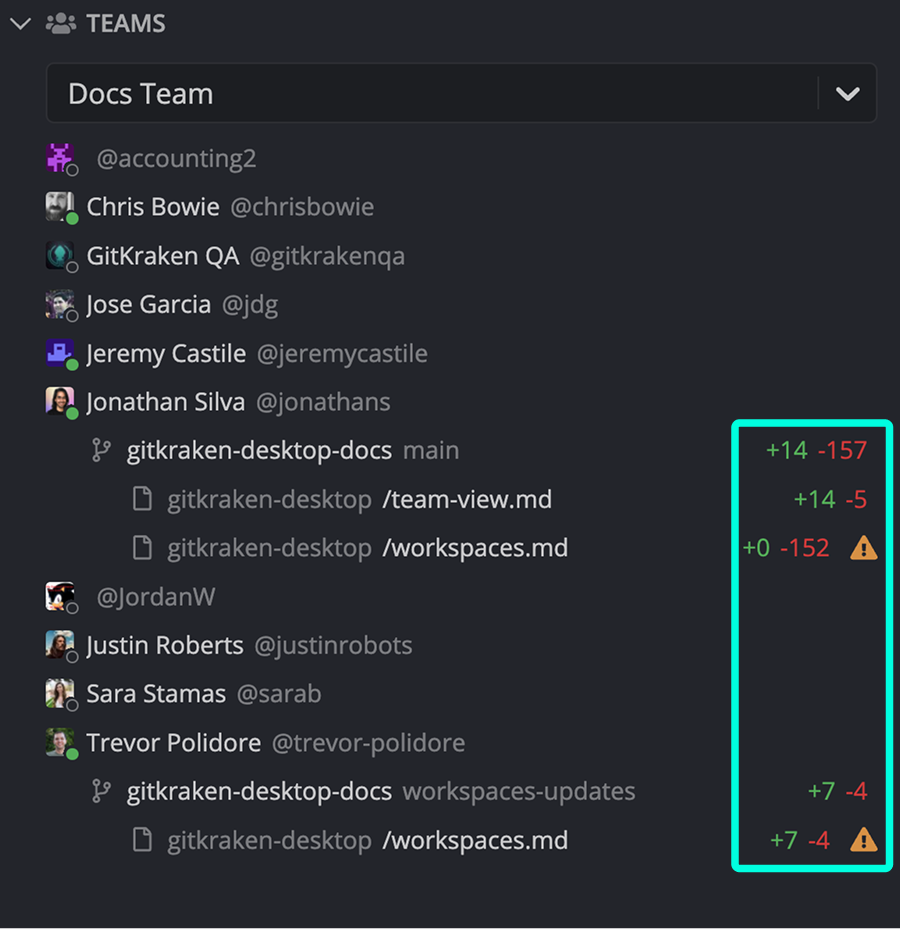 TEAMS
Docs Team
@accounting2
Chris Bowie @chrisbowie
GitKraken QA @gitkrakenqa
Jose Garcia @jdg
Jeremy Castile @jeremycastile
Jonathan Silva @jonathans
gitkraken-desktop-docs main +14 -157
gitkraken-desktop /team-view.md +14 -5
gitkraken-desktop /workspaces.md +0 -152
@JordanW
Justin Roberts @justinrobots
Sara Stamas @sarab
Trevor Polidore @trevor-polidore
gitkraken-desktop-docs workspaces-updates +7 -4
gitkraken-desktop /workspaces.md +7 -4